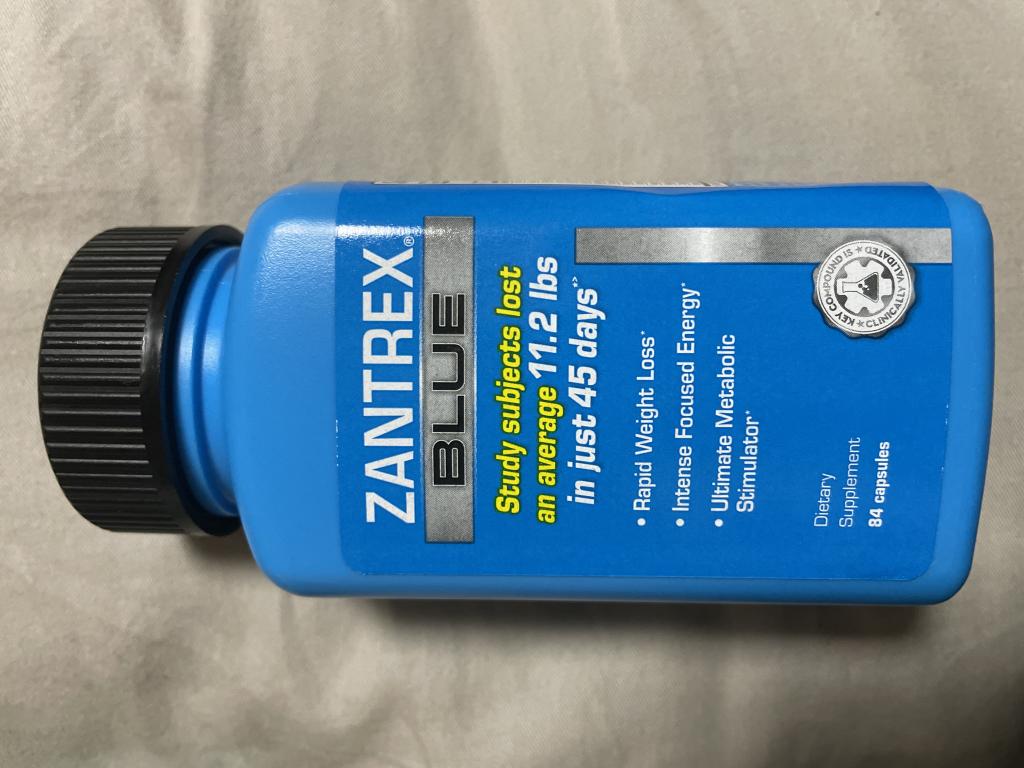 ZANTREX®
BLUE
Study subjects lost
an average 11.2 lbs
in just 45 days*◊
• Rapid Weight Loss*
• Intense Focused Energy*
• Ultimate Metabolic
Stimulator*
KEY COMPOUND IS ★ CLINICALLY VALIDATED ★
Dietary
Supplement
84 capsules